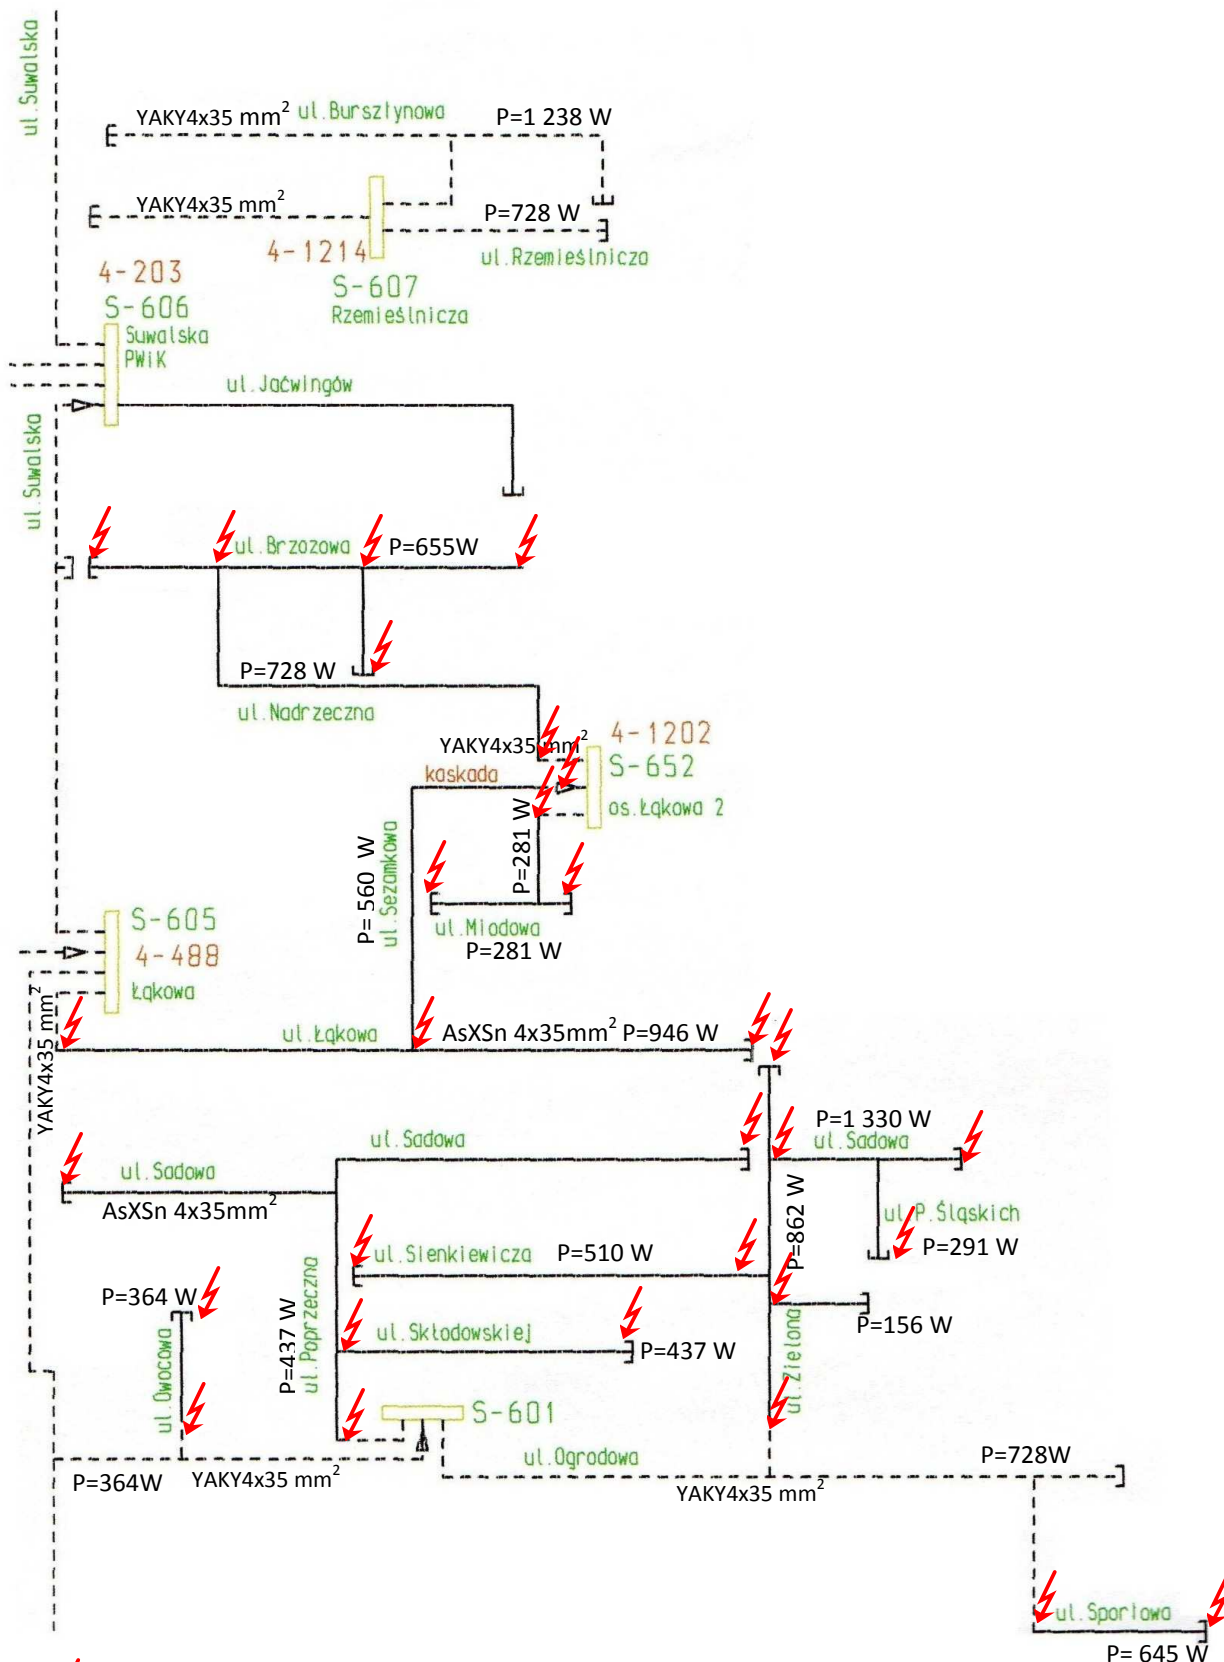 ul.Suwalska
YAKY4x35 mm²
ul.Bursztynowa
P=1 238 W
YAKY4x35 mm²
P=728 W
ul.Rzemieślnicza
4-1214
S-607
Rzemieślnicza
4-203
S-606
Suwalska
PWiK
ul.Jaćwingów
ul.Suwalska
ul.Brzozowa
P=655W
P=728 W
ul.Nadrzeczna
YAKY4x35 mm²
4-1202
S-652
os.Łąkowa 2
kaskada
P= 560 W
ul.Sezamkowa
P=281 W
ul.Miodowa
P=281 W
S-605
4-488
Łąkowa
YAKY4x35 mm²
ul.Łąkowa
AsXSn 4x35mm² P=946 W
ul.Sadowa
P=1 330 W
ul.Sadowa
ul.Sadowa
AsXSn 4x35mm²
P=862 W
ul.P.Śląskich
P=291 W
ul.Sienkiewicza
P=510 W
P=364 W
ul.Owocowa
P=437 W
ul.Poprzeczna
ul.Skłodowskiej
P=437 W
P=156 W
ul.Zielona
S-601
ul.Ogrodowa
P=364W
YAKY4x35 mm²
YAKY4x35 mm²
P=728W
ul.Sportowa
P= 645 W